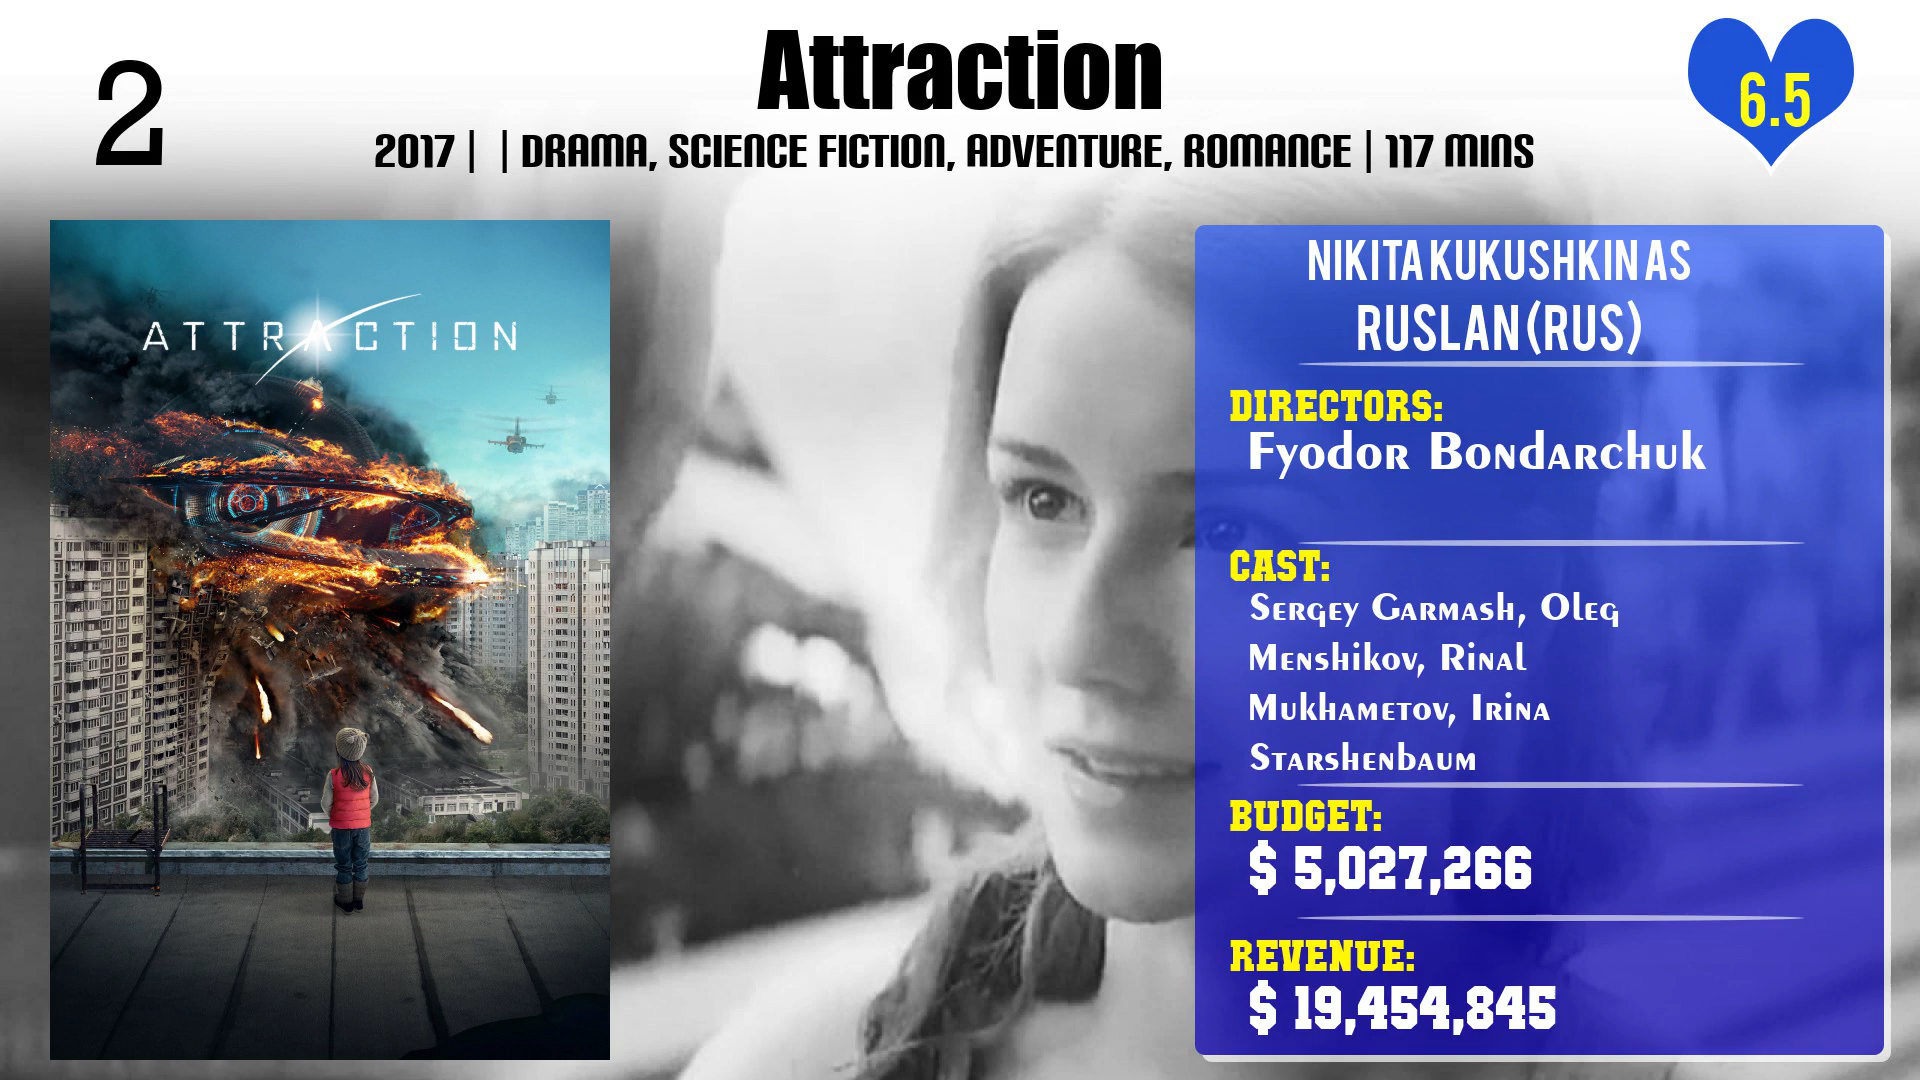 2
Attraction
6.5
2017 | | DRAMA, SCIENCE FICTION, ADVENTURE, ROMANCE | 117 MINS
ATTRACTION
NIKITA KUKUSHKIN AS
RUSLAN (RUS)
DIRECTORS:
Fyodor Bondarchuk
CAST:
Sergey Garmash, Oleg
Menshikov, Rinal
Mukhametov, Irina
Starshenbaum
BUDGET:
$ 5,027,266
REVENUE:
$ 19,454,845